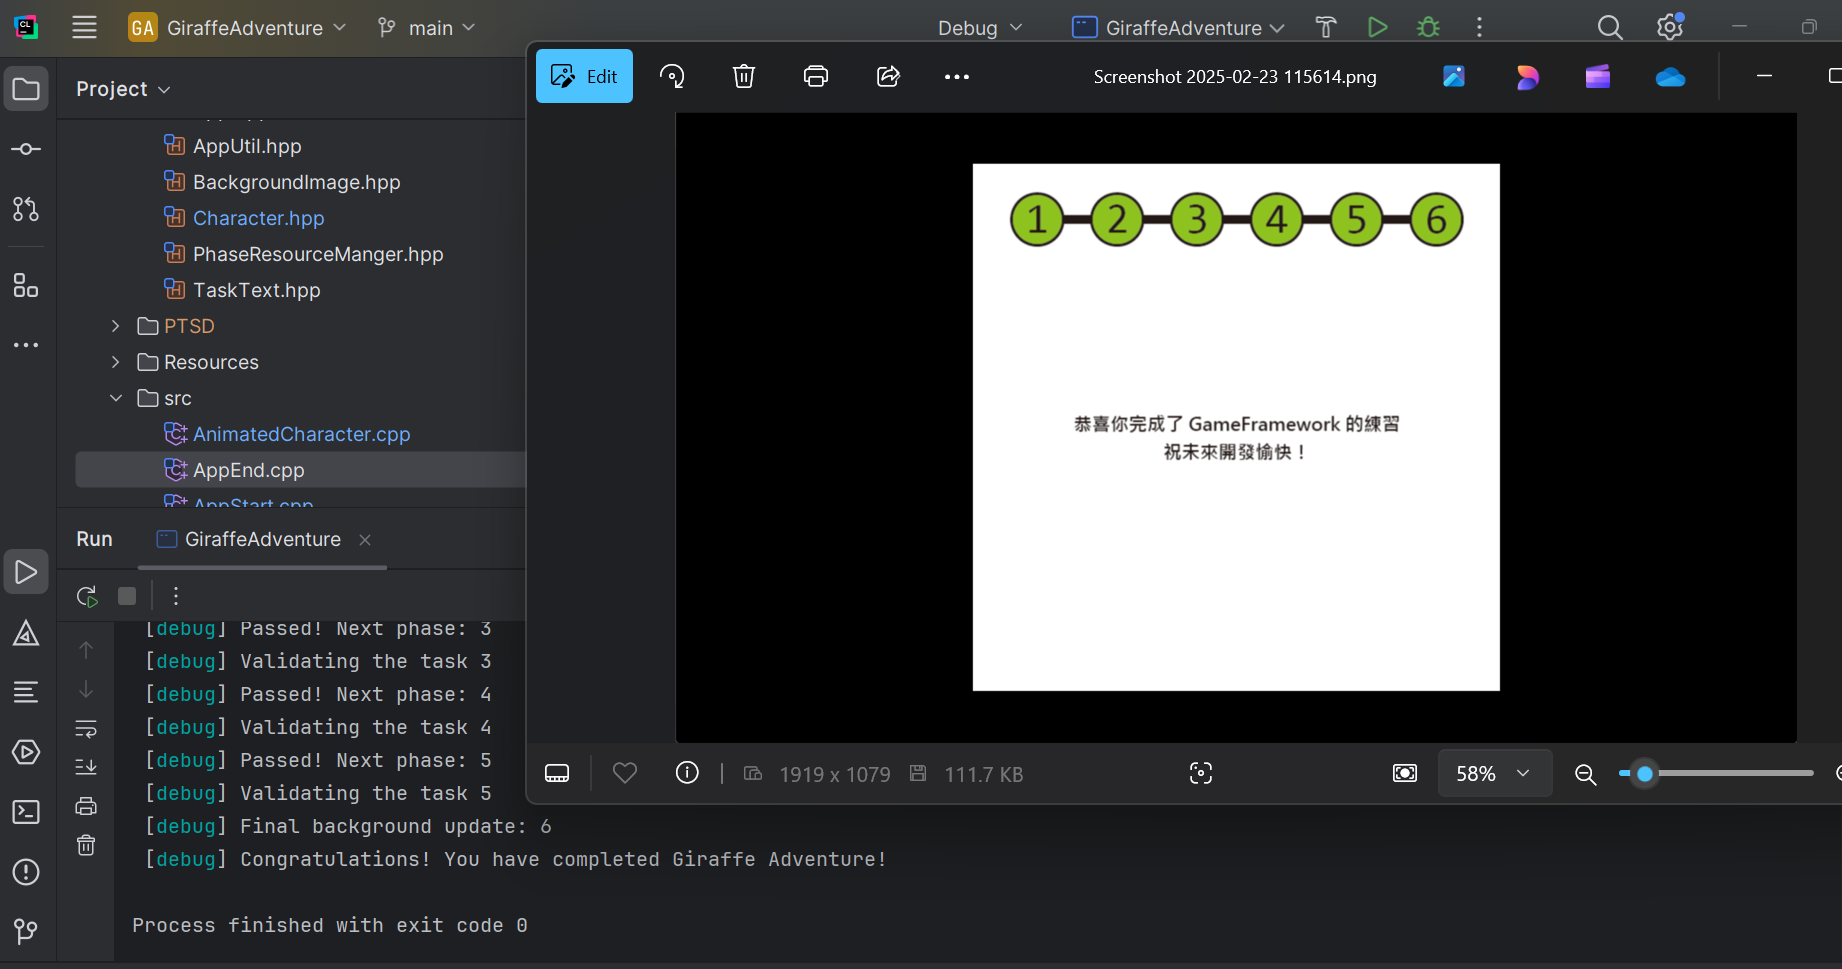 GA GiraffeAdventure main Debug GiraffeAdventure
Project
AppUtil.hpp
BackgroundImage.hpp
Character.hpp
PhaseResourceManger.hpp
TaskText.hpp
PTSD
Resources
src
AnimatedCharacter.cpp
AppEnd.cpp
AppStart.cpp
Edit Screenshot 2025-02-23 115614.png
1 2 3 4 5 6
恭喜你完成了 GameFramework 的練習
祝未來開發愉快！
1919 x 1079 111.7 KB 58%
Run GiraffeAdventure
[debug] Passed! Next phase: 3
[debug] Validating the task 3
[debug] Passed! Next phase: 4
[debug] Validating the task 4
[debug] Passed! Next phase: 5
[debug] Validating the task 5
[debug] Final background update: 6
[debug] Congratulations! You have completed Giraffe Adventure!
Process finished with exit code 0